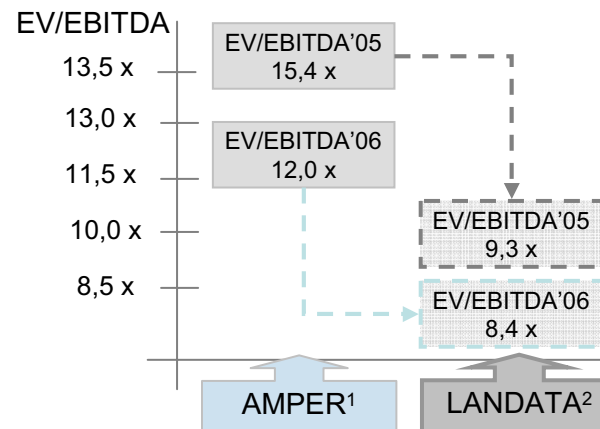 EV/EBITDA
13,5 x
13,0 x
11,5 x
10,0 x
8,5 x
EV/EBITDA'05
15,4 x
EV/EBITDA'06
12,0 x
EV/EBITDA'05
9,3 x
EV/EBITDA'06
8,4 x
AMPER¹
LANDATA²